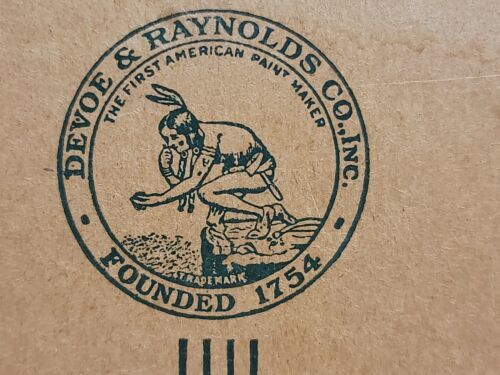 DEVOE & RAYNOLDS CO., INC.
THE FIRST AMERICAN PAINT MAKER
TRADEMARK
FOUNDED 1754